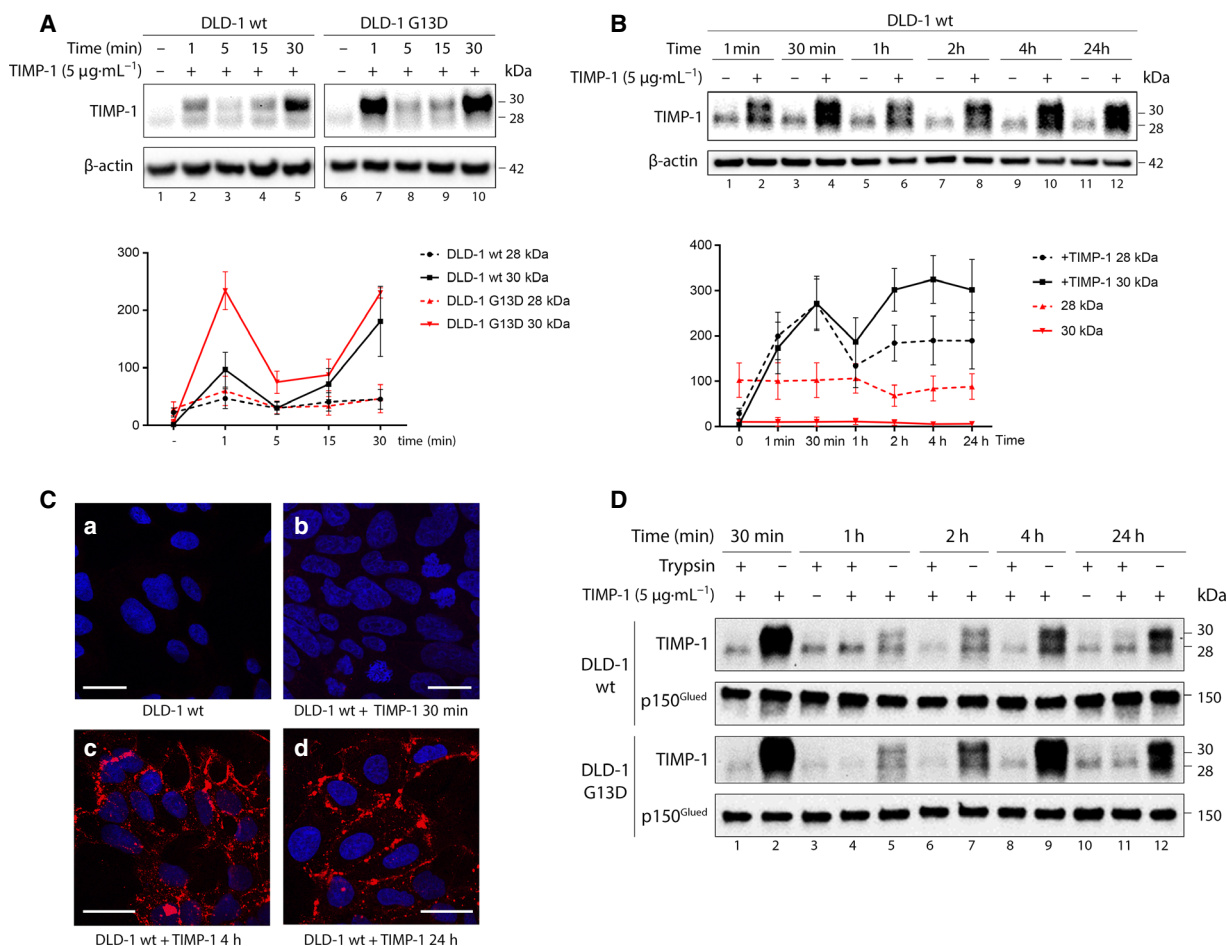 A
DLD-1 wt DLD-1 G13D
Time (min) – 1 5 15 30 – 1 5 15 30
TIMP-1 (5 µg·mL⁻¹) – + + + + – + + + + kDa
TIMP-1 30
28
β-actin 42
1 2 3 4 5 6 7 8 9 10
300
200
100
0
- 1 5 15 30 time (min)
DLD-1 wt 28 kDa
DLD-1 wt 30 kDa
DLD-1 G13D 28 kDa
DLD-1 G13D 30 kDa
B
DLD-1 wt
Time 1 min 30 min 1h 2h 4h 24h
TIMP-1 (5 µg·mL⁻¹) – + – + – + – + – + – + kDa
TIMP-1 30
28
β-actin 42
1 2 3 4 5 6 7 8 9 10 11 12
400
300
200
100
0
0 1 min 30 min 1 h 2 h 4 h 24 h Time
+TIMP-1 28 kDa
+TIMP-1 30 kDa
28 kDa
30 kDa
C
a b
DLD-1 wt DLD-1 wt + TIMP-1 30 min
c d
DLD-1 wt + TIMP-1 4 h DLD-1 wt + TIMP-1 24 h
D
Time (min) 30 min 1 h 2 h 4 h 24 h
Trypsin + – + + – + – + – + + –
TIMP-1 (5 µg·mL⁻¹) + + – + + + + + + – + + kDa
DLD-1 wt
TIMP-1 30
28
p150Glued 150
DLD-1 G13D
TIMP-1 30
28
p150Glued 150
1 2 3 4 5 6 7 8 9 10 11 12